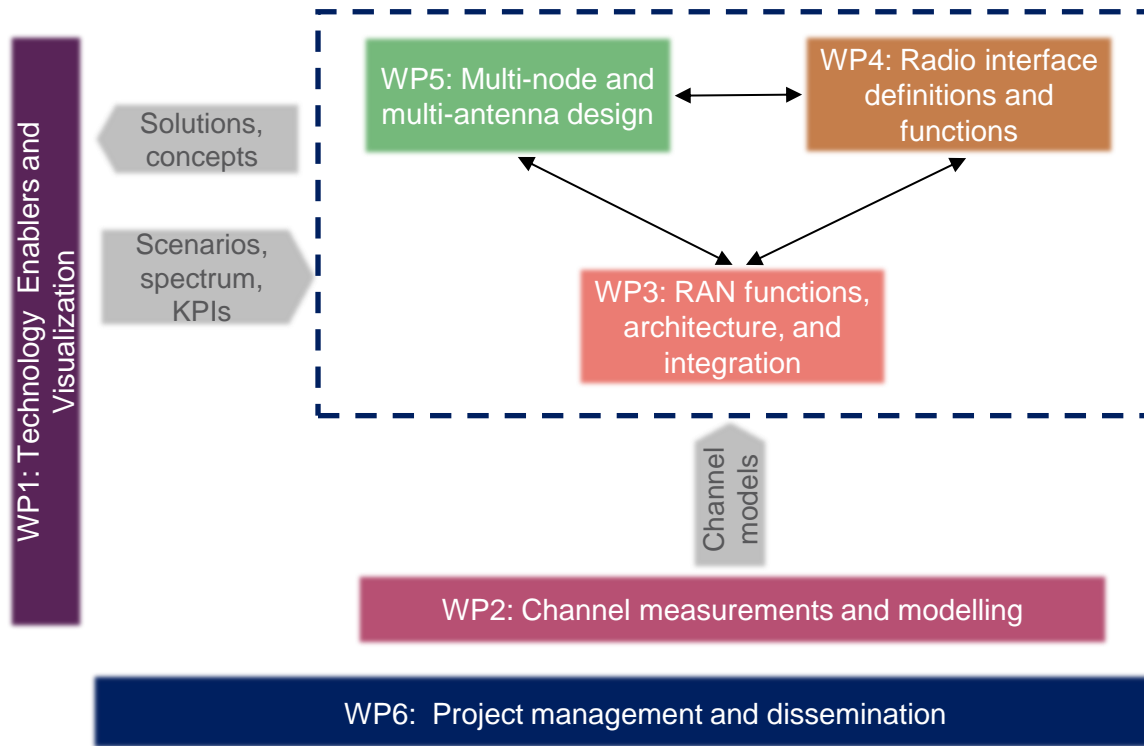 WP1: Technology Enablers and
Visualization
Solutions,
concepts
Scenarios,
spectrum,
KPIs
WP5: Multi-node and
multi-antenna design
WP4: Radio interface
definitions and
functions
WP3: RAN functions,
architecture, and
integration
Channel
models
WP2: Channel measurements and modelling
WP6: Project management and dissemination